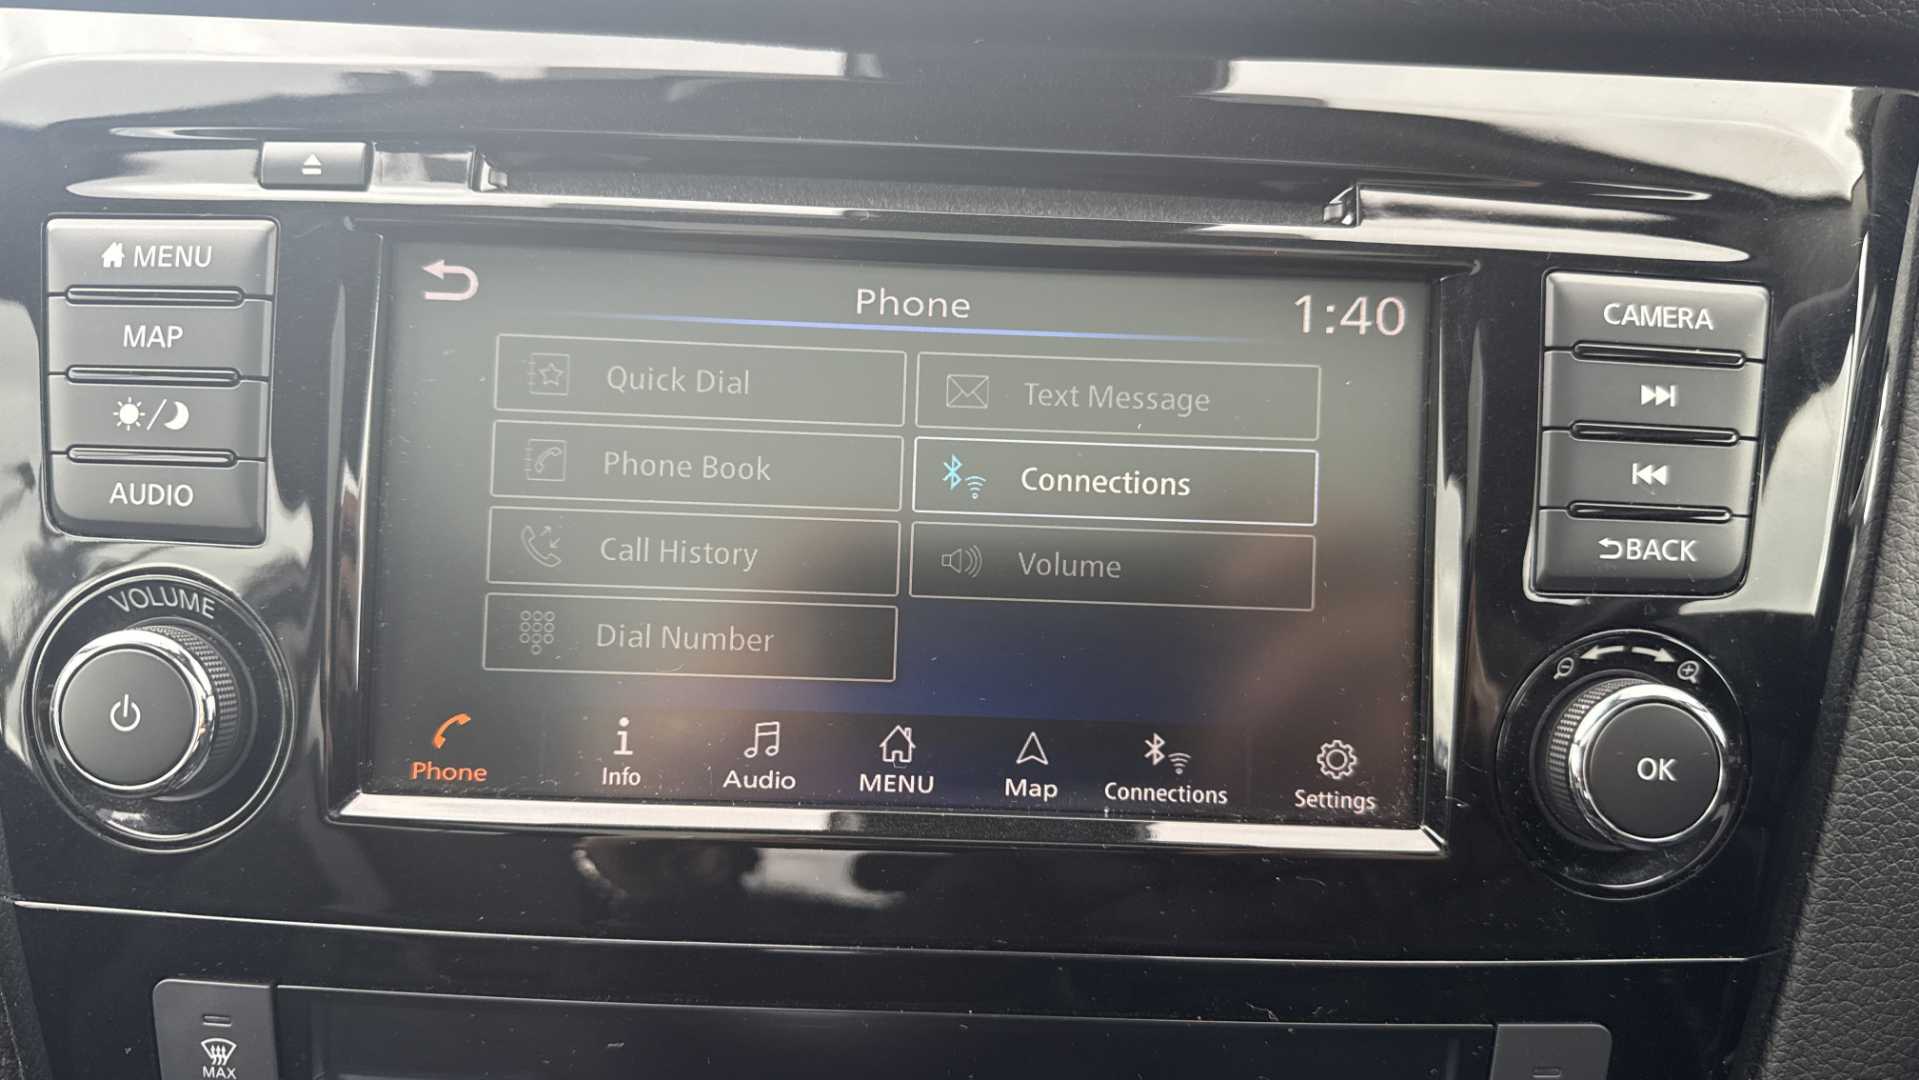 MENU
MAP
AUDIO
VOLUME
Phone
1:40
Quick Dial
Text Message
Phone Book
Connections
Call History
Volume
Dial Number
Phone
Info
Audio
MENU
Map
Connections
Settings
CAMERA
BACK
OK
MAX